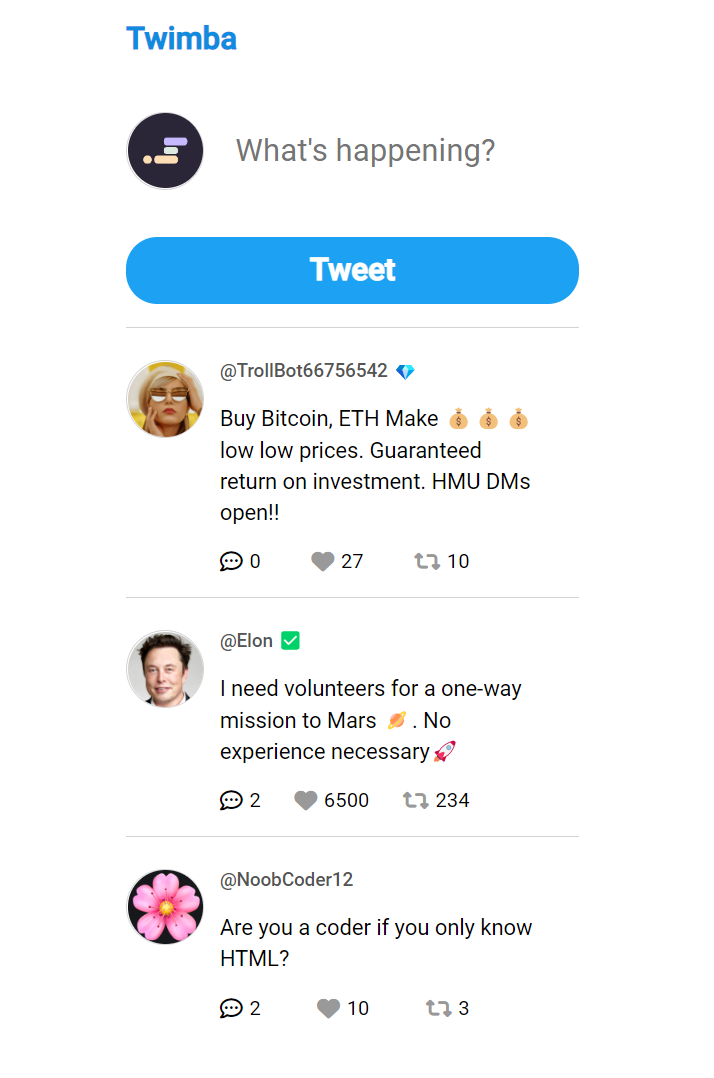 Twimba
What's happening?
Tweet
@TrollBot66756542 💎
Buy Bitcoin, ETH Make 💰 💰 💰
low low prices. Guaranteed
return on investment. HMU DMs
open!!
0 27 10
@Elon ✅
I need volunteers for a one-way
mission to Mars 🪐 . No
experience necessary🚀
2 6500 234
@NoobCoder12
Are you a coder if you only know
HTML?
2 10 3